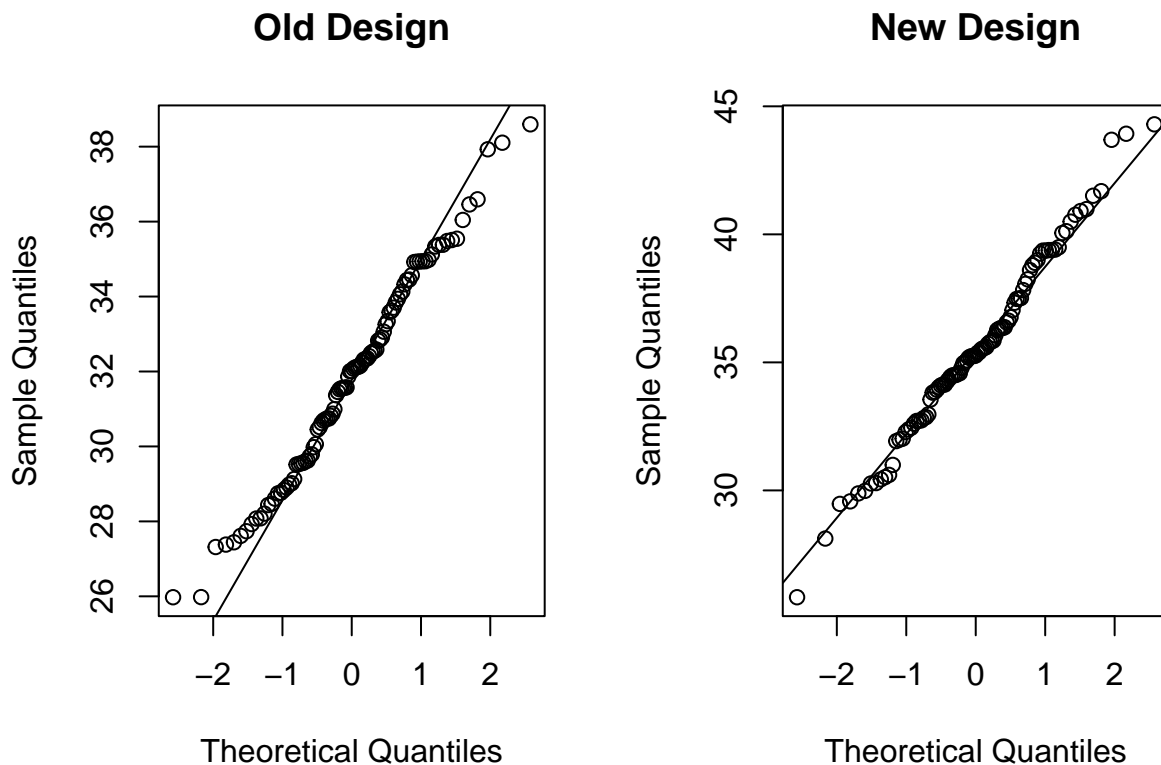 Old Design
Sample Quantiles
38
36
34
32
30
28
26
−2 −1 0 1 2
Theoretical Quantiles
New Design
Sample Quantiles
45
40
35
30
−2 −1 0 1 2
Theoretical Quantiles